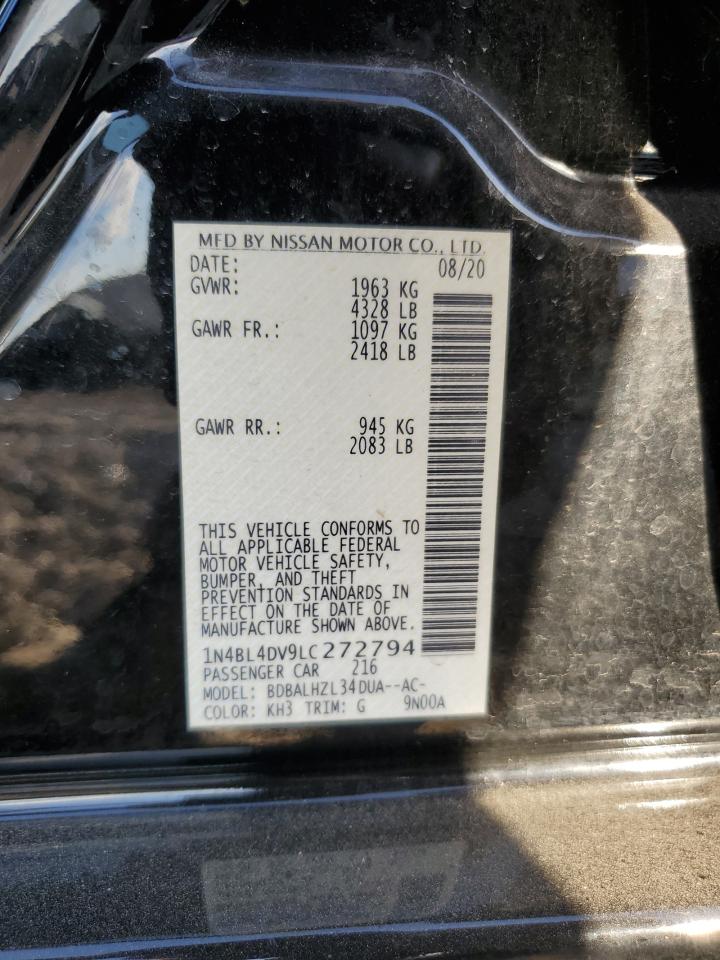 MFD BY NISSAN MOTOR CO., LTD.
DATE: 08/20
GVWR: 1963 KG
4328 LB
GAWR FR.: 1097 KG
2418 LB
GAWR RR.: 945 KG
2083 LB
THIS VEHICLE CONFORMS TO
ALL APPLICABLE FEDERAL
MOTOR VEHICLE SAFETY,
BUMPER, AND THEFT
PREVENTION STANDARDS IN
EFFECT ON THE DATE OF
MANUFACTURE SHOWN ABOVE.
1N4BL4DV9LC272794
PASSENGER CAR 216
MODEL: BDBALHZL34DUA--AC-
COLOR: KH3 TRIM: G 9N00A